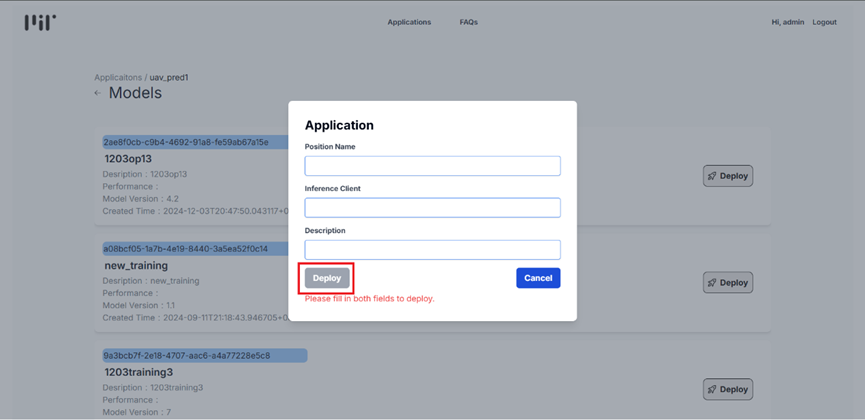 Applications
FAQs
Hi, admin
Logout
Applicaitons / uav_pred1
← Models
2ae8f0cb-c9b4-4692-91a8-fe59ab67a15e
1203op13
Desription : 1203op13
Performance :
Model Version : 4.2
Created Time : 2024-12-03T20:47:50.043117+0
Deploy
a08bcf05-1a7b-4e19-8440-3a5ea52f0c14
new_training
Desription : new_training
Performance :
Model Version : 1.1
Created Time : 2024-09-11T21:18:43.946705+0
Deploy
9a3bcb7f-2e18-4707-aac6-a4a77228e5c8
1203training3
Desription : 1203training3
Performance :
Model Version : 7
Deploy
Application
Position Name
Inference Client
Description
Deploy
Cancel
Please fill in both fields to deploy.